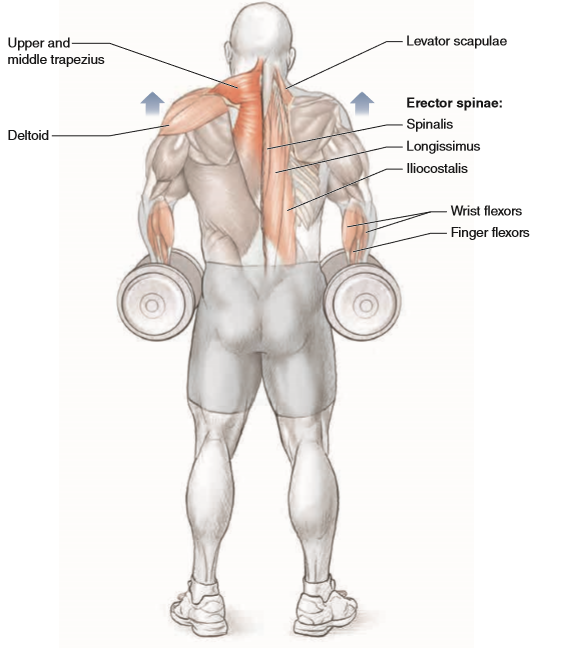 Upper and
middle trapezius
Deltoid
Levator scapulae
Erector spinae:
Spinalis
Longissimus
Iliocostalis
Wrist flexors
Finger flexors